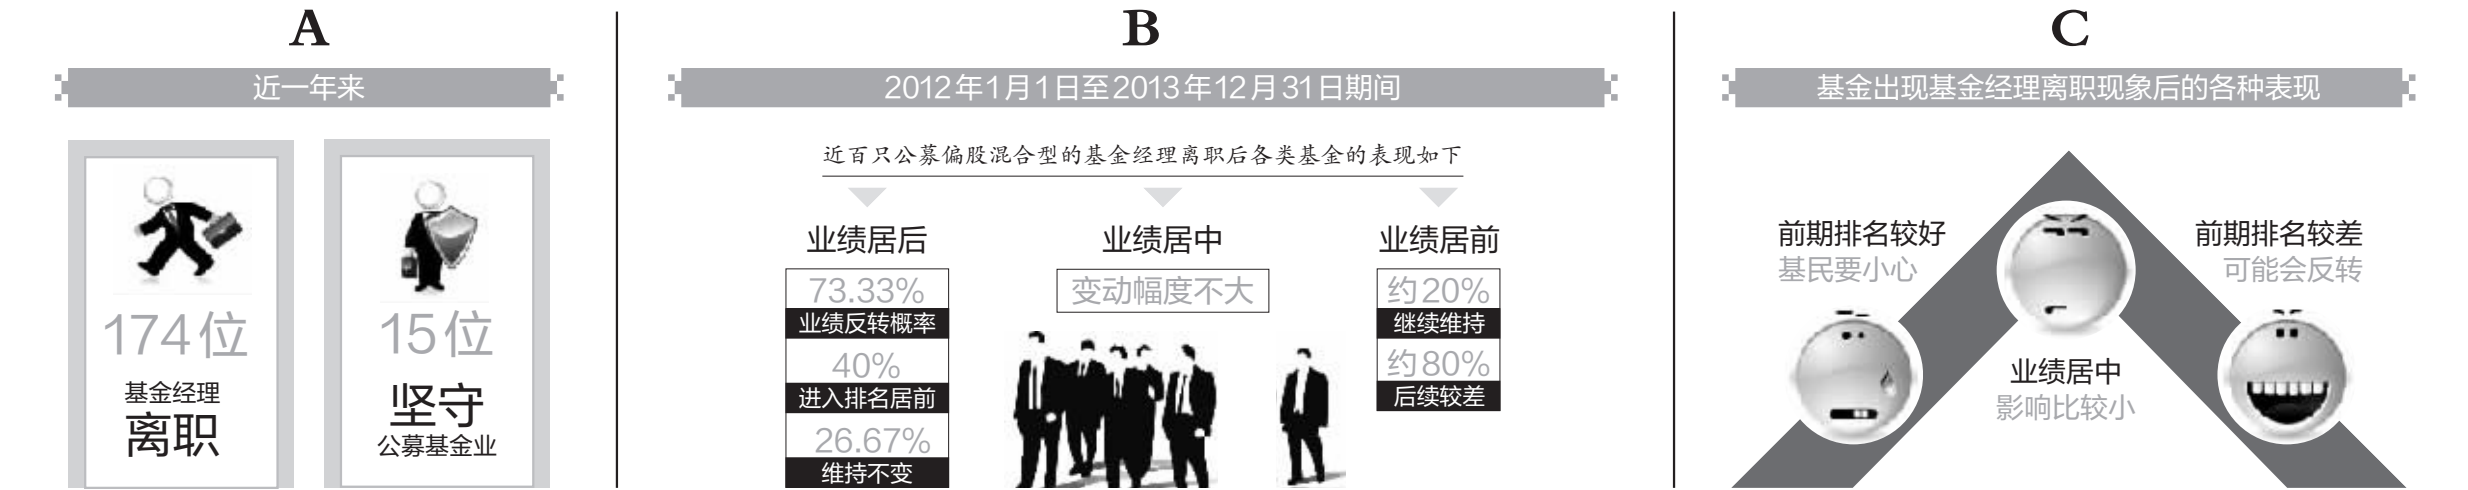 A
近一年来
174位
基金经理
离职
15位
坚守
公募基金业
B
2012年1月1日至2013年12月31日期间
近百只公募偏股混合型的基金经理离职后各类基金的表现如下
业绩居后
73.33%
业绩反转概率
40%
进入排名居前
26.67%
维持不变
业绩居中
变动幅度不大
业绩居前
约20%
继续维持
约80%
后续较差
C
基金出现基金经理离职现象后的各种表现
前期排名较好
基民要小心
业绩居中
影响比较小
前期排名较差
可能会反转